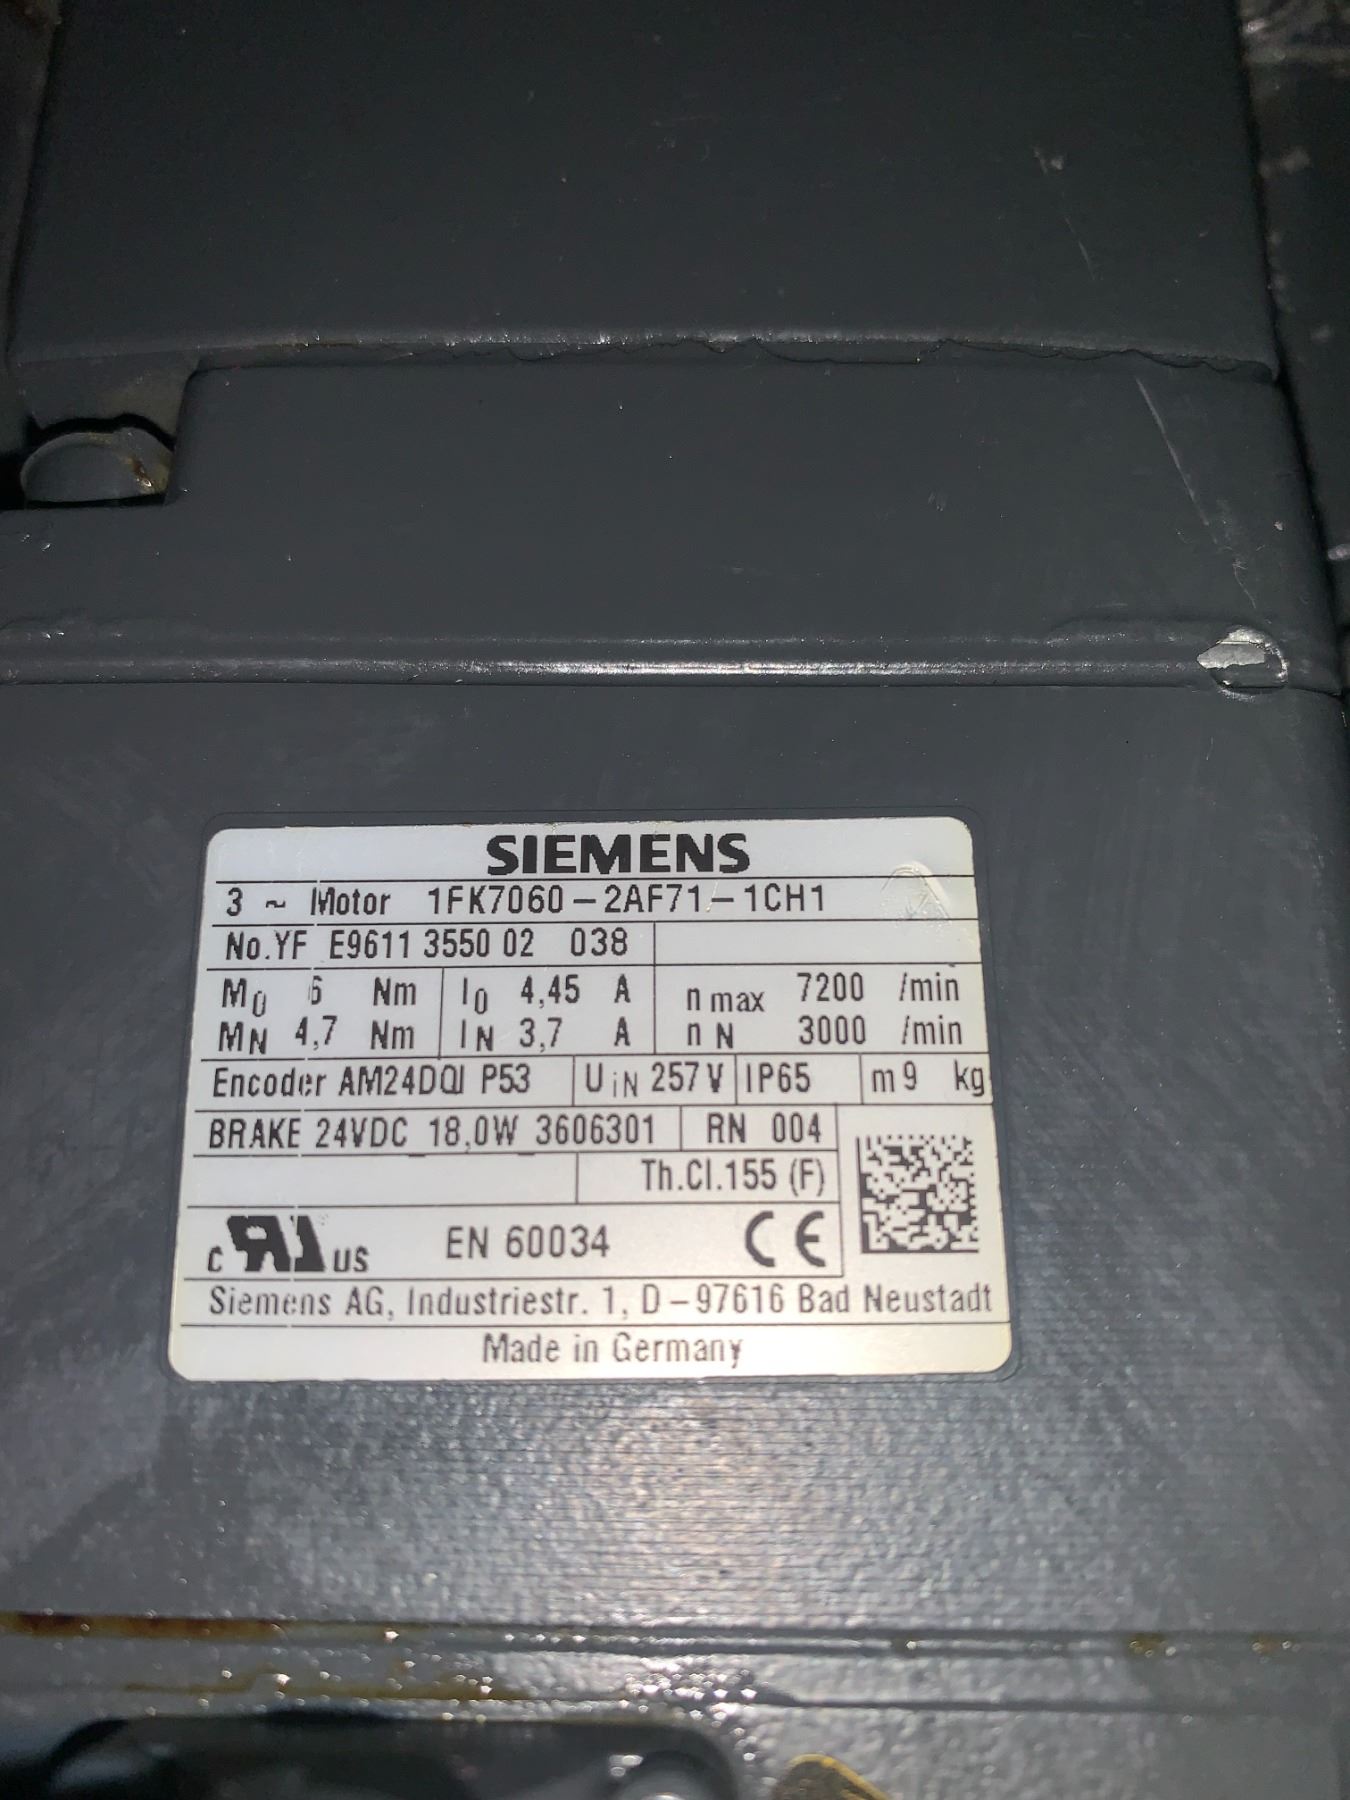 SIEMENS
3 ~ Motor 1FK7060-2AF71-1CH1
No.YF E9611 3550 02 038
M0 6 Nm I0 4,45 A n max 7200 /min
MN 4,7 Nm IN 3,7 A n N 3000 /min
Encoder AM24DQI P53 U iN 257 V IP65 m 9 kg
BRAKE 24VDC 18,0W 3606301 RN 004
Th.Cl.155 (F)
c RU US EN 60034 CE
Siemens AG, Industriestr. 1, D-97616 Bad Neustadt
Made in Germany